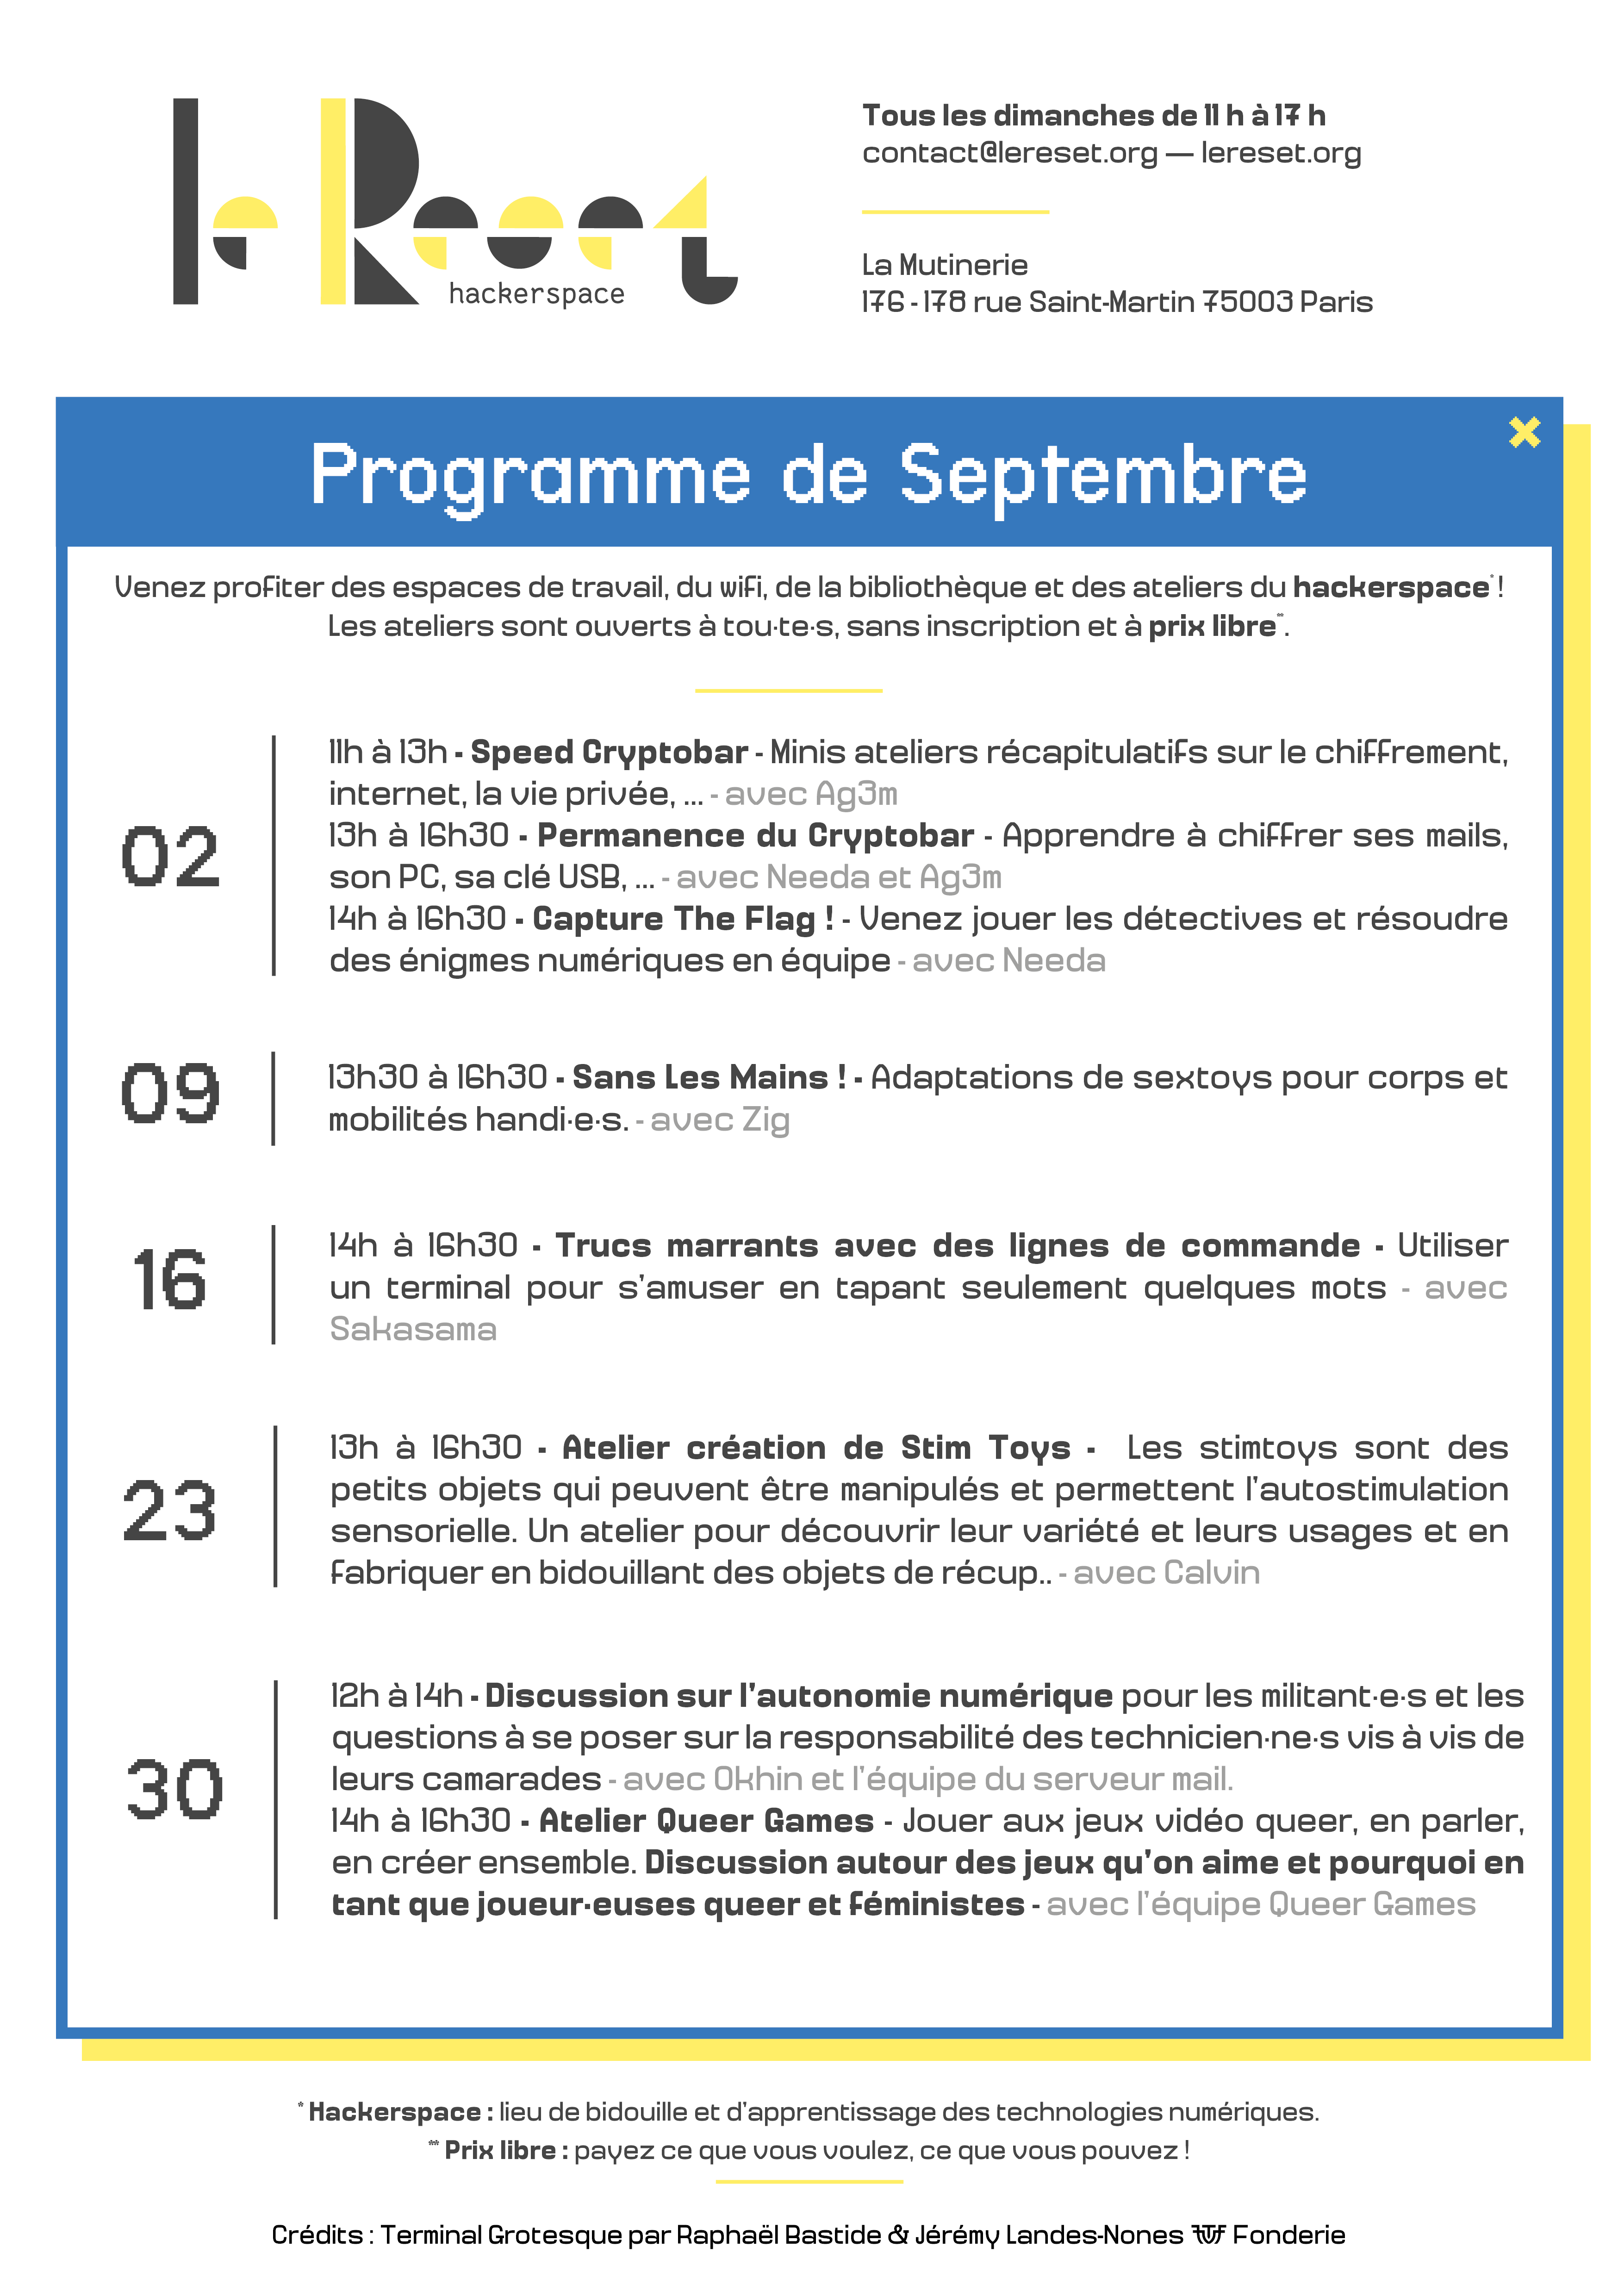 le Reset
hackerspace
Tous les dimanches de 11 h à 17 h
contact@lereset.org — lereset.org
La Mutinerie
176 - 178 rue Saint-Martin 75003 Paris
Programme de Septembre
Venez profiter des espaces de travail, du wifi, de la bibliothèque et des ateliers du hackerspace* !
Les ateliers sont ouverts à tou·te·s, sans inscription et à prix libre**.
02
11h à 13h - Speed Cryptobar - Minis ateliers récapitulatifs sur le chiffrement,
internet, la vie privée, ... - avec Ag3m
13h à 16h30 - Permanence du Cryptobar - Apprendre à chiffrer ses mails,
son PC, sa clé USB, ... - avec Needa et Ag3m
14h à 16h30 - Capture The Flag ! - Venez jouer les détectives et résoudre
des énigmes numériques en équipe - avec Needa
09
13h30 à 16h30 - Sans Les Mains ! - Adaptations de sextoys pour corps et
mobilités handi·e·s. - avec Zig
16
14h à 16h30 - Trucs marrants avec des lignes de commande - Utiliser
un terminal pour s'amuser en tapant seulement quelques mots - avec
Sakasama
23
13h à 16h30 - Atelier création de Stim Toys - Les stimtoys sont des
petits objets qui peuvent être manipulés et permettent l'autostimulation
sensorielle. Un atelier pour découvrir leur variété et leurs usages et en
fabriquer en bidouillant des objets de récup.. - avec Calvin
30
12h à 14h - Discussion sur l'autonomie numérique pour les militant·e·s et les
questions à se poser sur la responsabilité des technicien·ne·s vis à vis de
leurs camarades - avec Okhin et l'équipe du serveur mail.
14h à 16h30 - Atelier Queer Games - Jouer aux jeux vidéo queer, en parler,
en créer ensemble. Discussion autour des jeux qu'on aime et pourquoi en
tant que joueur·euses queer et féministes - avec l'équipe Queer Games
* Hackerspace : lieu de bidouille et d'apprentissage des technologies numériques.
** Prix libre : payez ce que vous voulez, ce que vous pouvez !
Crédits : Terminal Grotesque par Raphaël Bastide & Jérémy Landes-Nones VTF Fonderie